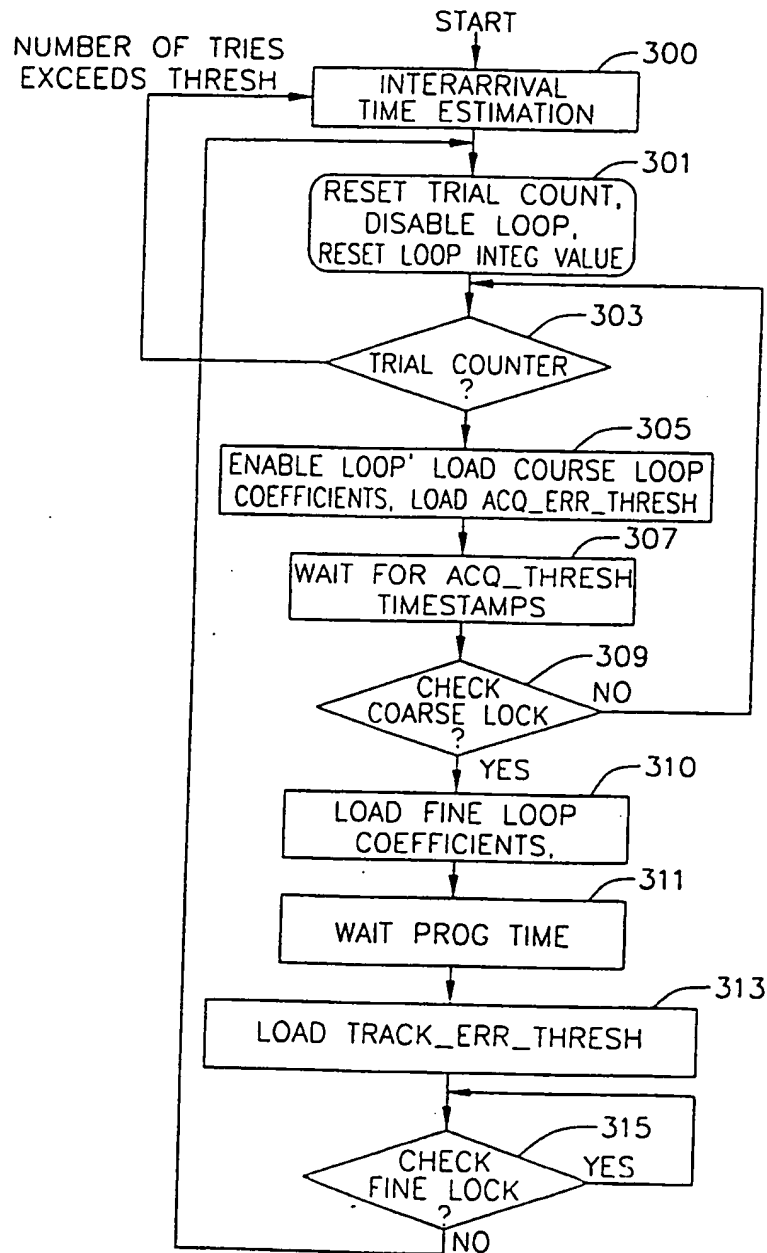 START
NUMBER OF TRIES
EXCEEDS THRESH
300
INTERARRIVAL
TIME ESTIMATION
301
RESET TRIAL COUNT,
DISABLE LOOP,
RESET LOOP INTEG VALUE
303
TRIAL COUNTER
?
305
ENABLE LOOP' LOAD COURSE LOOP
COEFFICIENTS, LOAD ACQ_ERR_THRESH
307
WAIT FOR ACQ_THRESH
TIMESTAMPS
309
CHECK
COARSE LOCK
?
NO
YES
310
LOAD FINE LOOP
COEFFICIENTS,
311
WAIT PROG TIME
313
LOAD TRACK_ERR_THRESH
315
CHECK
FINE LOCK
?
YES
NO